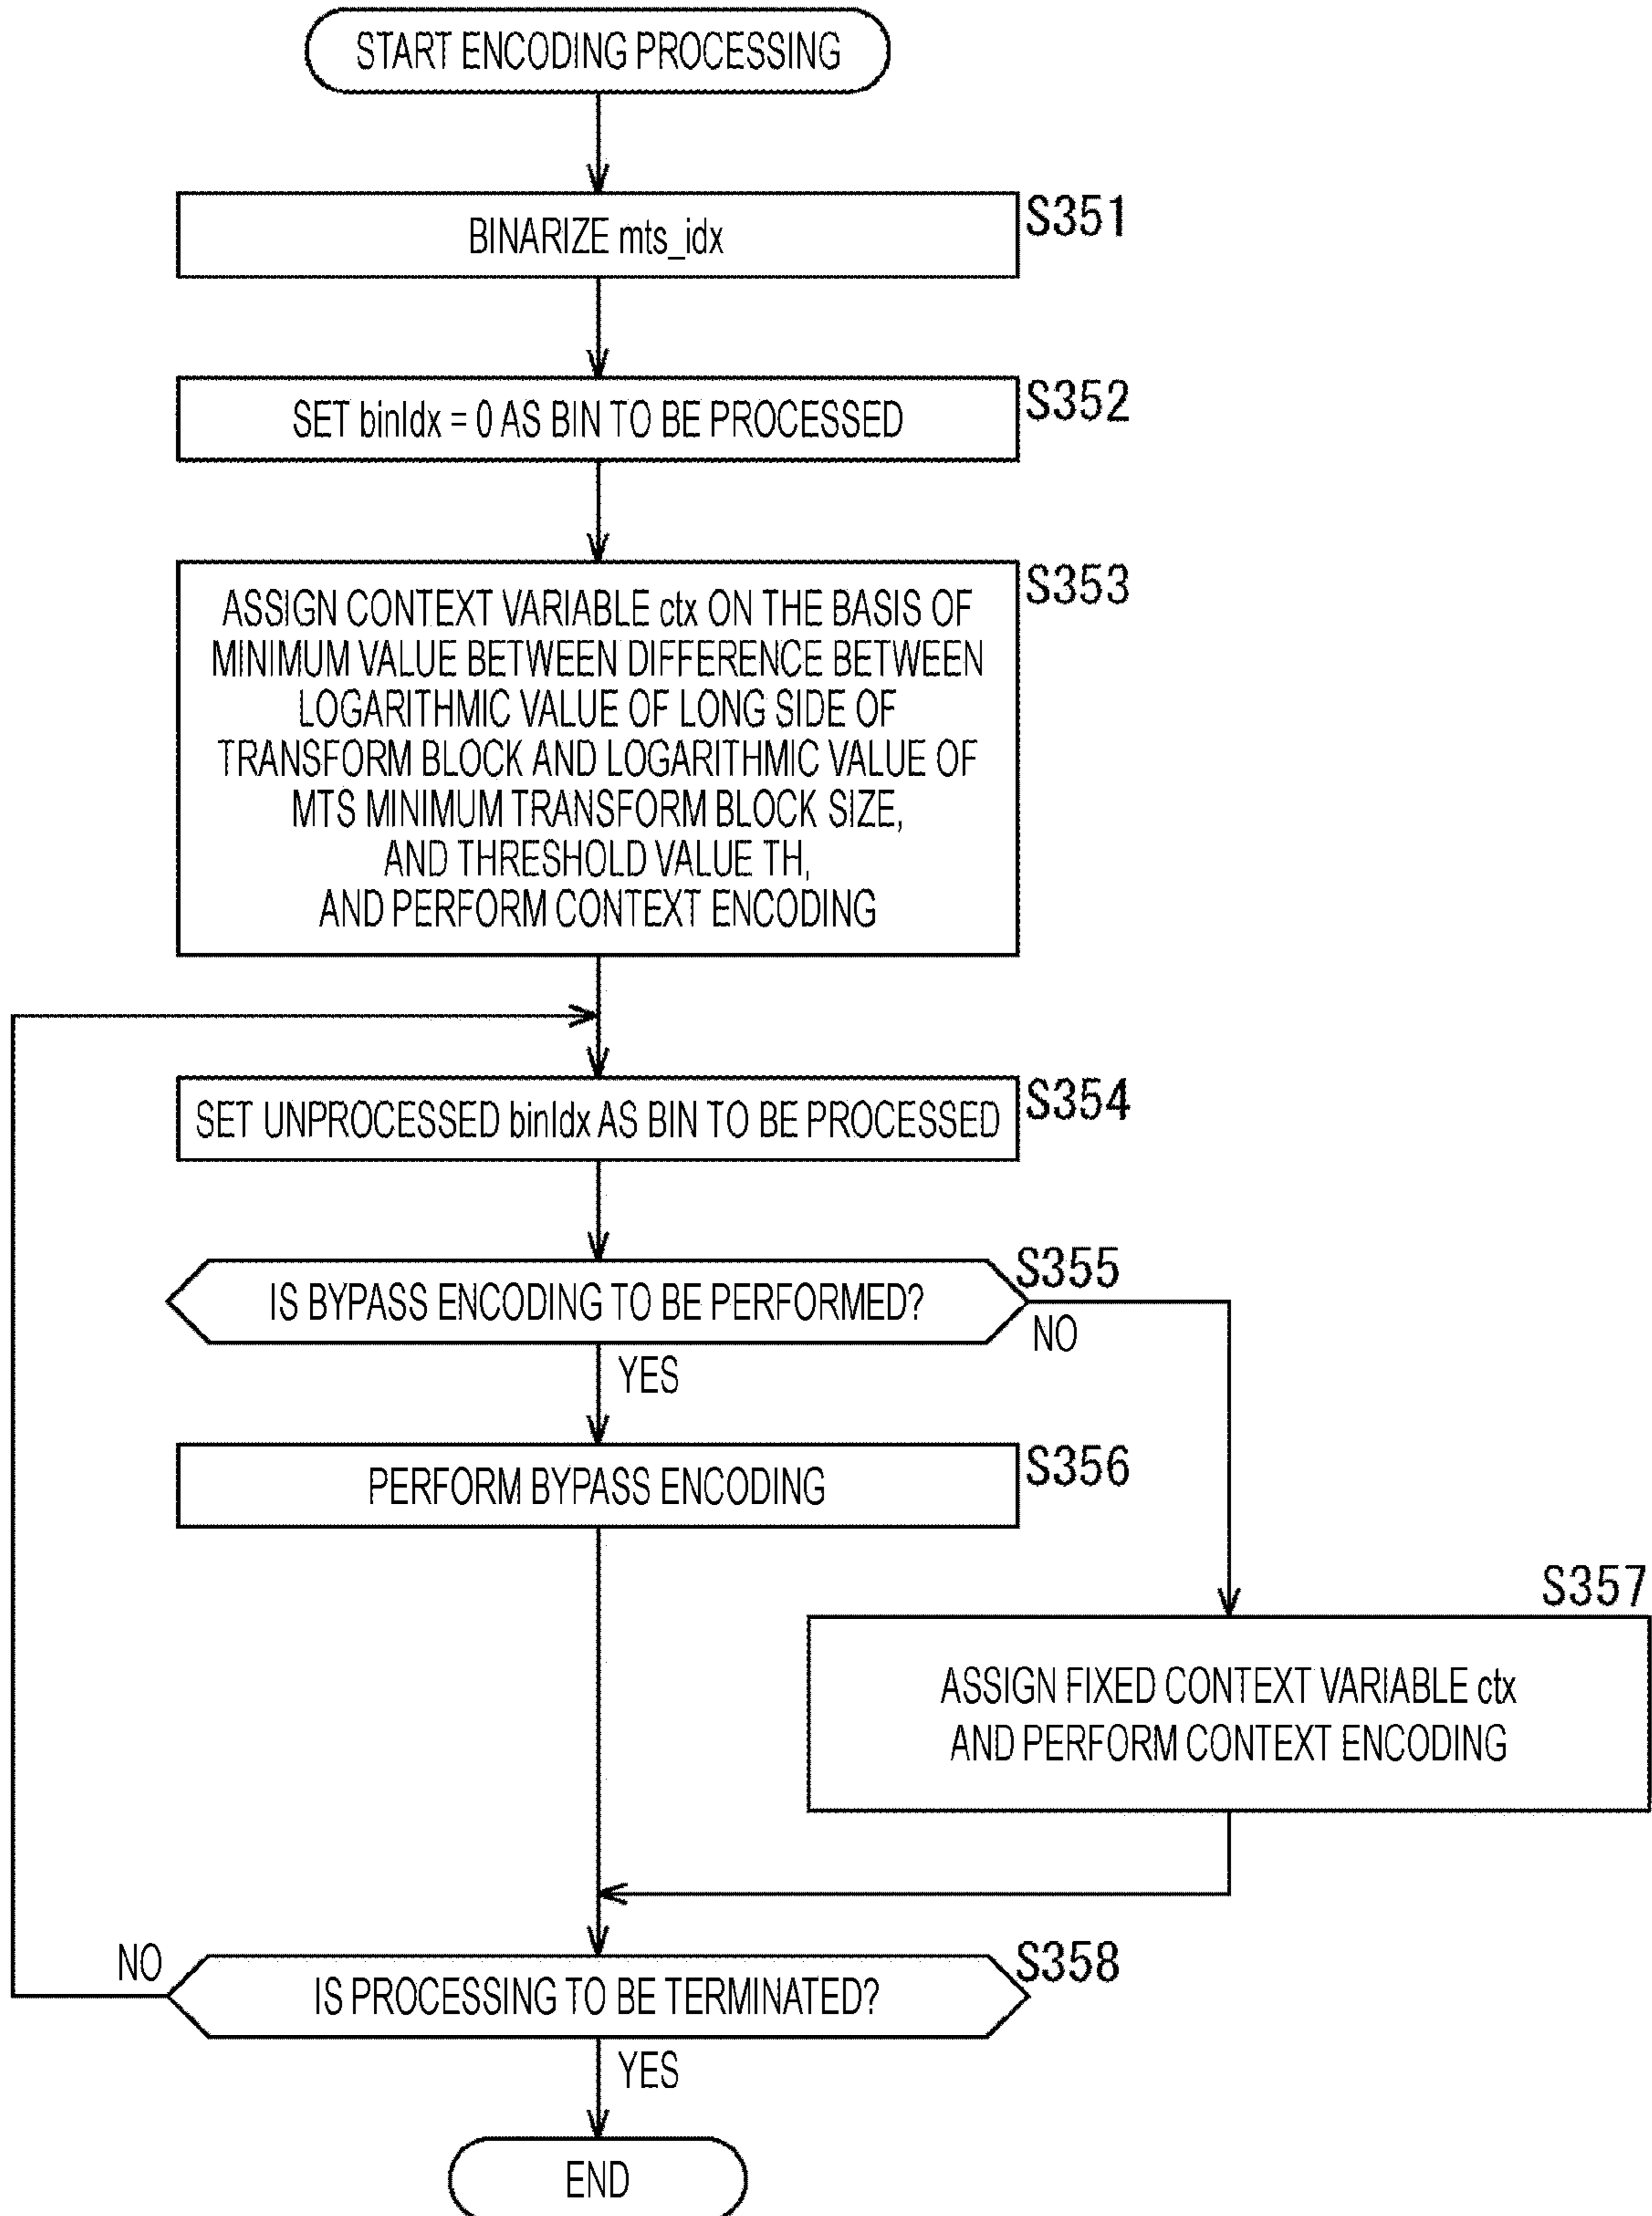 START ENCODING PROCESSING
S351
BINARIZE mts_idx
S352
SET binIdx = 0 AS BIN TO BE PROCESSED
S353
ASSIGN CONTEXT VARIABLE ctx ON THE BASIS OF
MINIMUM VALUE BETWEEN DIFFERENCE BETWEEN
LOGARITHMIC VALUE OF LONG SIDE OF
TRANSFORM BLOCK AND LOGARITHMIC VALUE OF
MTS MINIMUM TRANSFORM BLOCK SIZE,
AND THRESHOLD VALUE TH,
AND PERFORM CONTEXT ENCODING
S354
SET UNPROCESSED binIdx AS BIN TO BE PROCESSED
S355
IS BYPASS ENCODING TO BE PERFORMED?
NO
YES
S356
PERFORM BYPASS ENCODING
S357
ASSIGN FIXED CONTEXT VARIABLE ctx
AND PERFORM CONTEXT ENCODING
NO
S358
IS PROCESSING TO BE TERMINATED?
YES
END